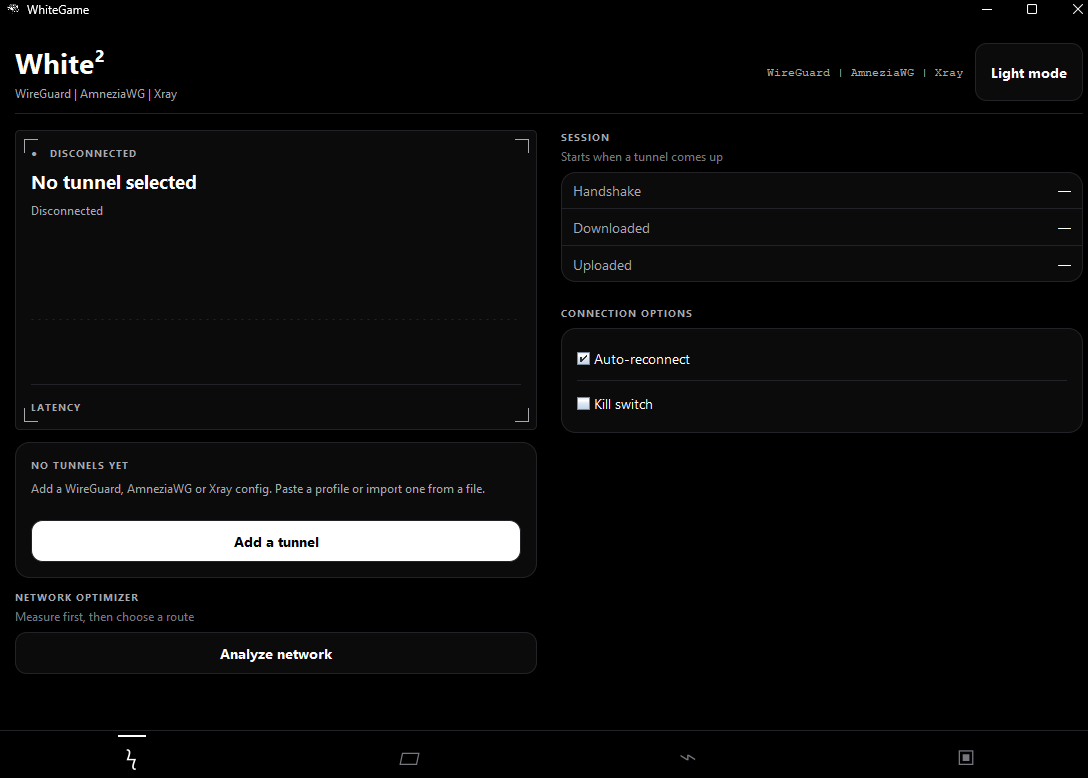 WhiteGame
White²
WireGuard | AmneziaWG | Xray
WireGuard | AmneziaWG | Xray
Light mode
DISCONNECTED
No tunnel selected
Disconnected
LATENCY
NO TUNNELS YET
Add a WireGuard, AmneziaWG or Xray config. Paste a profile or import one from a file.
Add a tunnel
NETWORK OPTIMIZER
Measure first, then choose a route
Analyze network
SESSION
Starts when a tunnel comes up
Handshake —
Downloaded —
Uploaded —
CONNECTION OPTIONS
Auto-reconnect
Kill switch